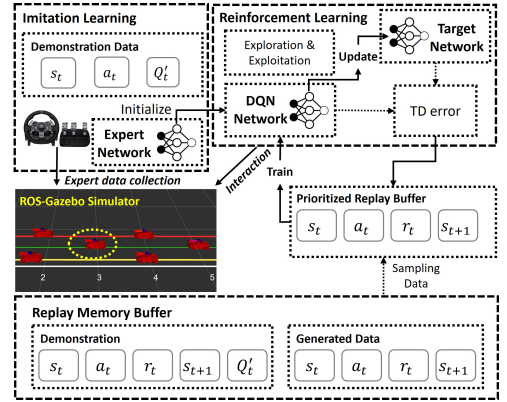 Imitation Learning
Demonstration Data
s_t a_t Q'_t
Initialize
Expert
Network
Expert data collection
Reinforcement Learning
Exploration &
Exploitation
Update
Target
Network
DQN
Network
TD error
Interaction
Train
ROS-Gazebo Simulator
2 3 4 5
Prioritized Replay Buffer
s_t a_t r_t s_{t+1}
Sampling
Data
Replay Memory Buffer
Demonstration
s_t a_t r_t s_{t+1} Q'_t
Generated Data
s_t a_t r_t s_{t+1}